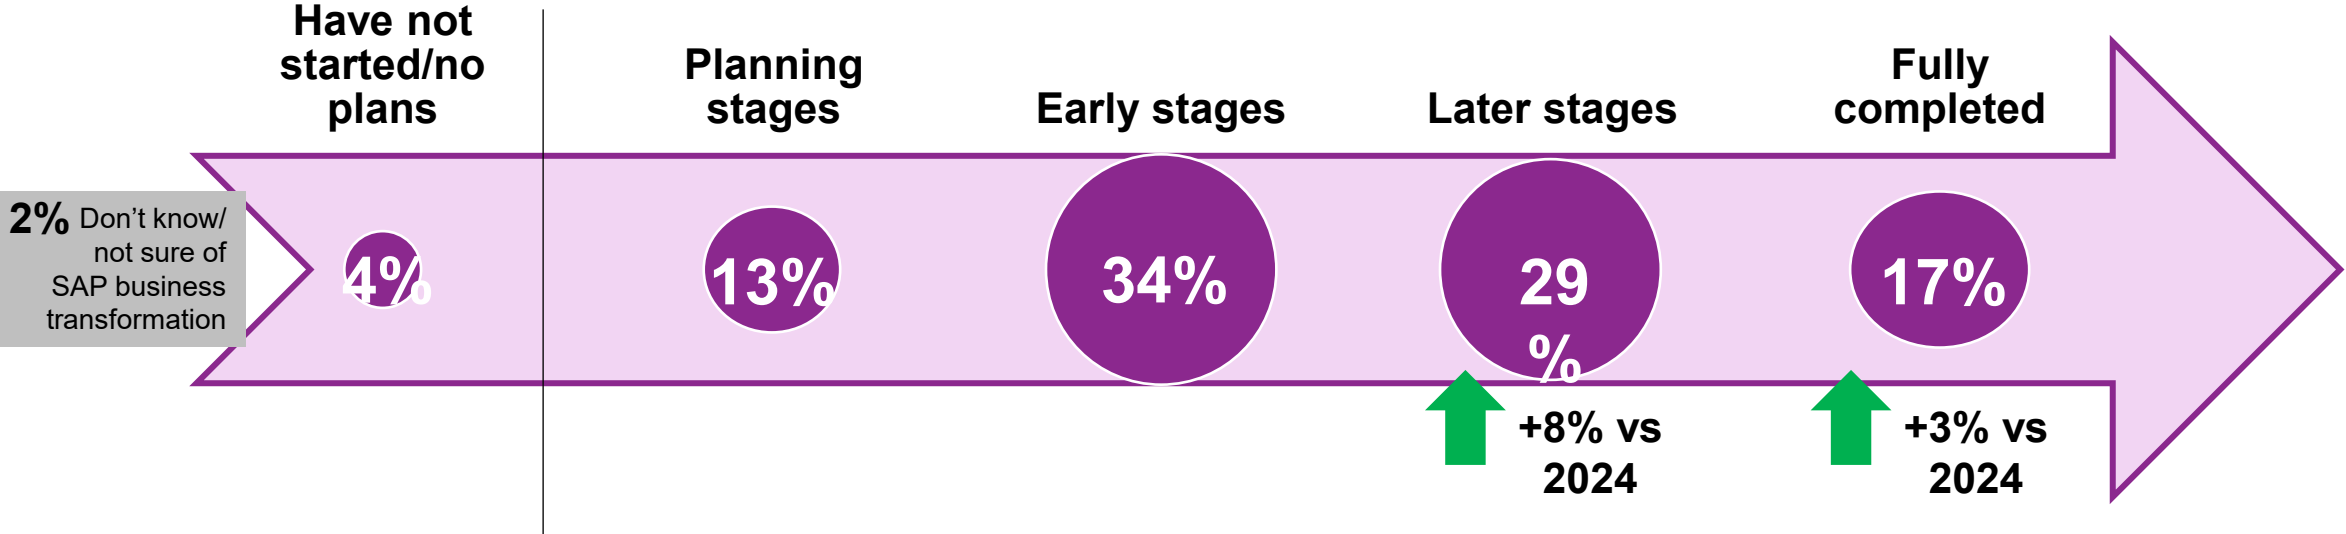 Have not
started/no
plans
Planning
stages
Early stages
Later stages
Fully
completed
2% Don’t know/
not sure of
SAP business
transformation
4%
13%
34%
29
%
17%
+8% vs
2024
+3% vs
2024